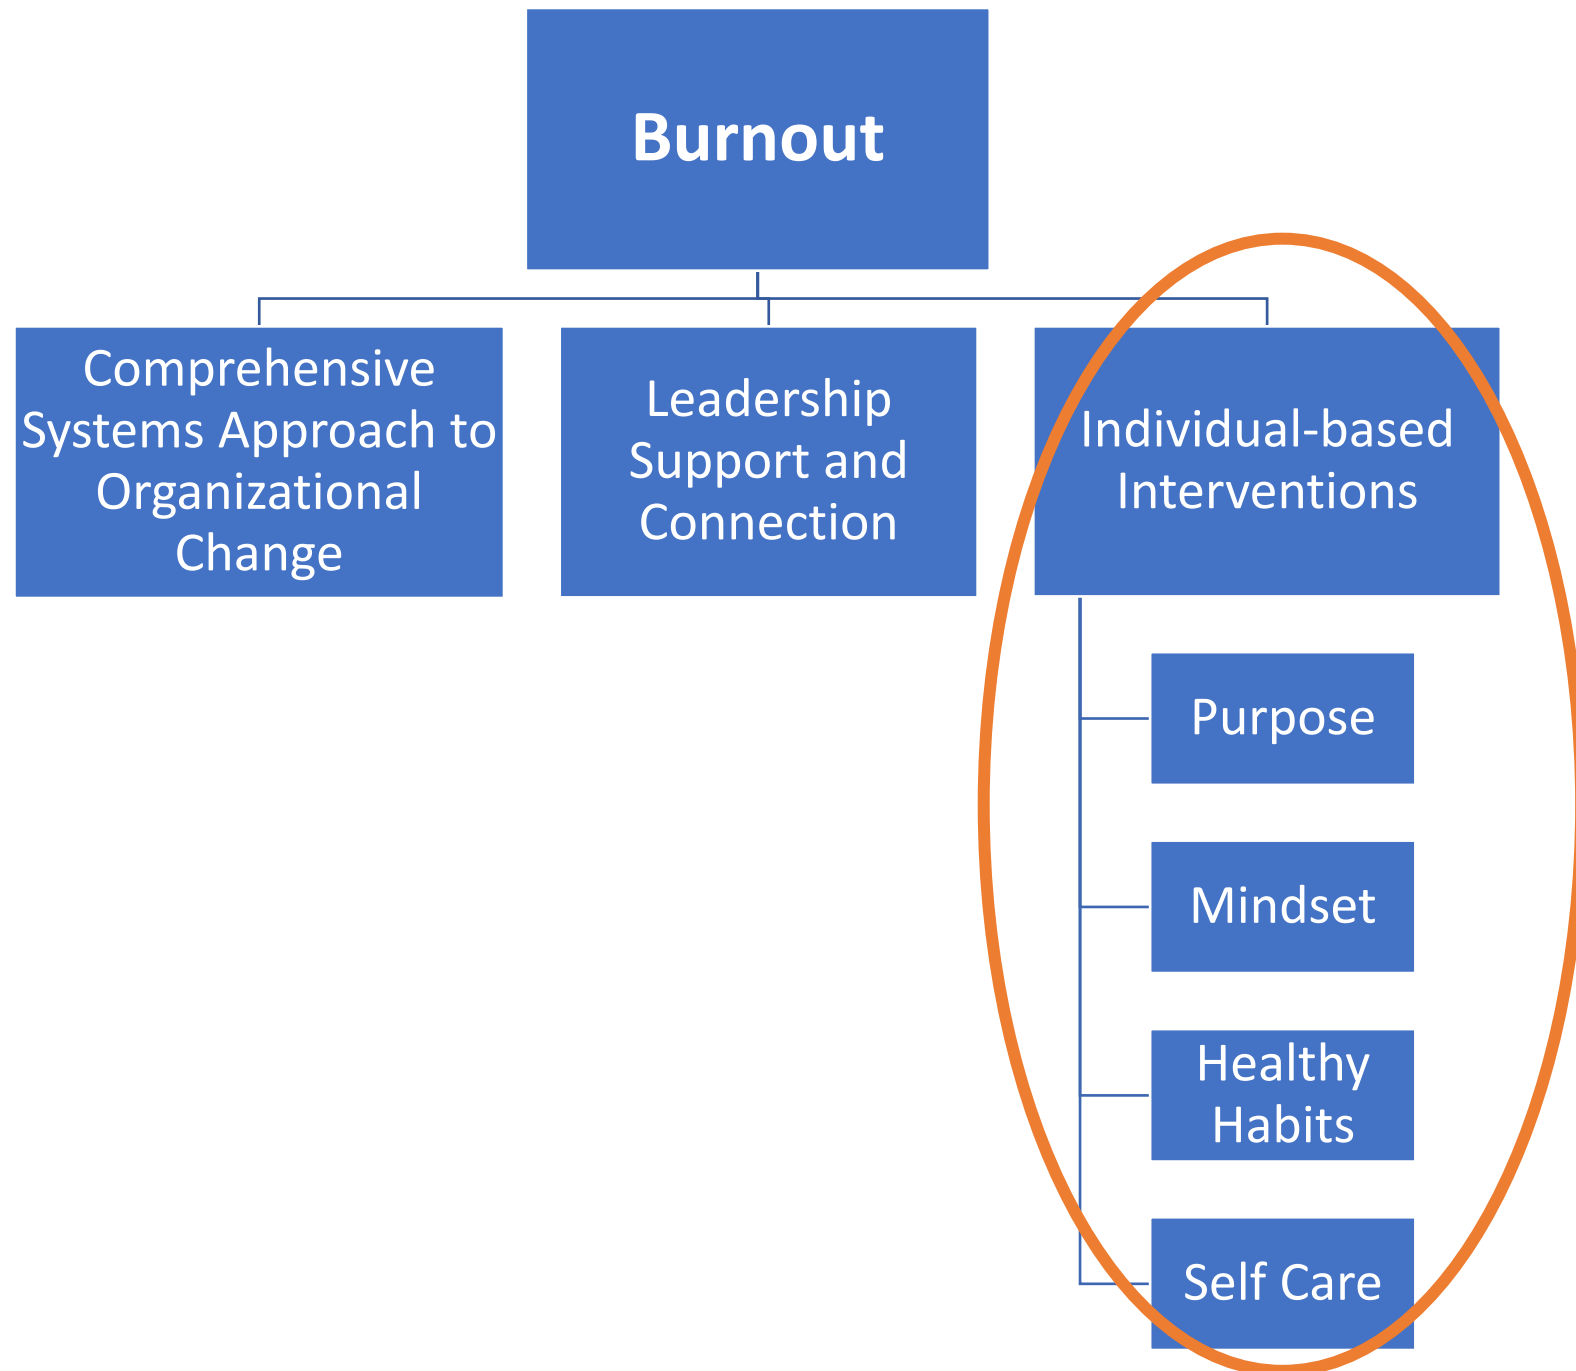 Burnout
Comprehensive
Systems Approach to
Organizational
Change
Leadership
Support and
Connection
Individual-based
Interventions
Purpose
Mindset
Healthy
Habits
Self Care